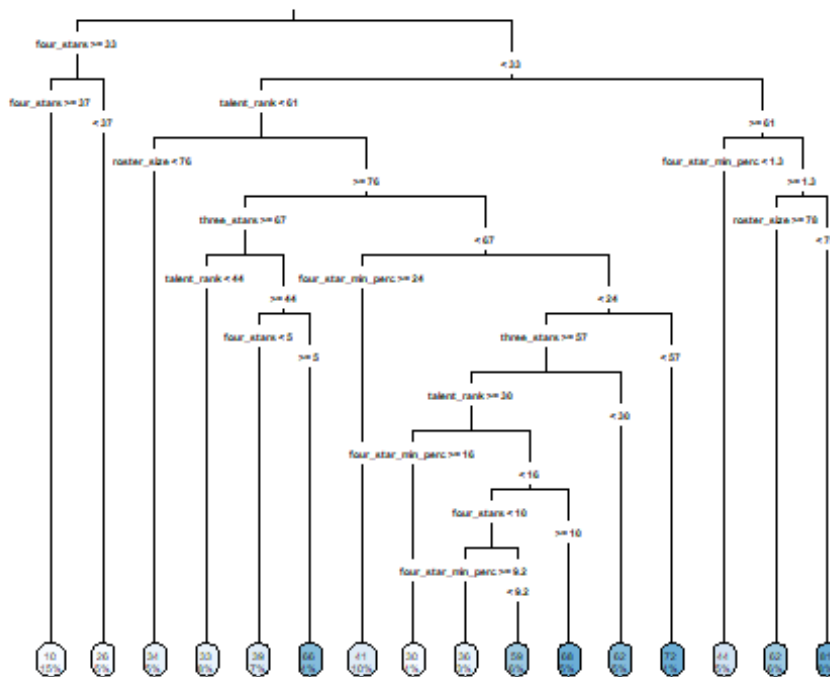 four_stars >= 33
< 33
four_stars >= 37
< 37
talent_rank < 61
>= 61
roster_size < 76
>= 76
four_star_min_perc < 1.3
>= 1.3
three_stars >= 67
< 67
roster_size >= 78
talent_rank < 44
>= 44
four_star_min_perc >= 24
< 24
four_stars < 5
>= 5
three_stars >= 57
< 57
talent_rank >= 30
< 30
four_star_min_perc >= 16
< 16
four_stars < 10
>= 10
four_star_min_perc >= 9.2
< 9.2
10 26 34 33 39 66 41 30 36 59 68 62 72 44 62
15% 7% 10%